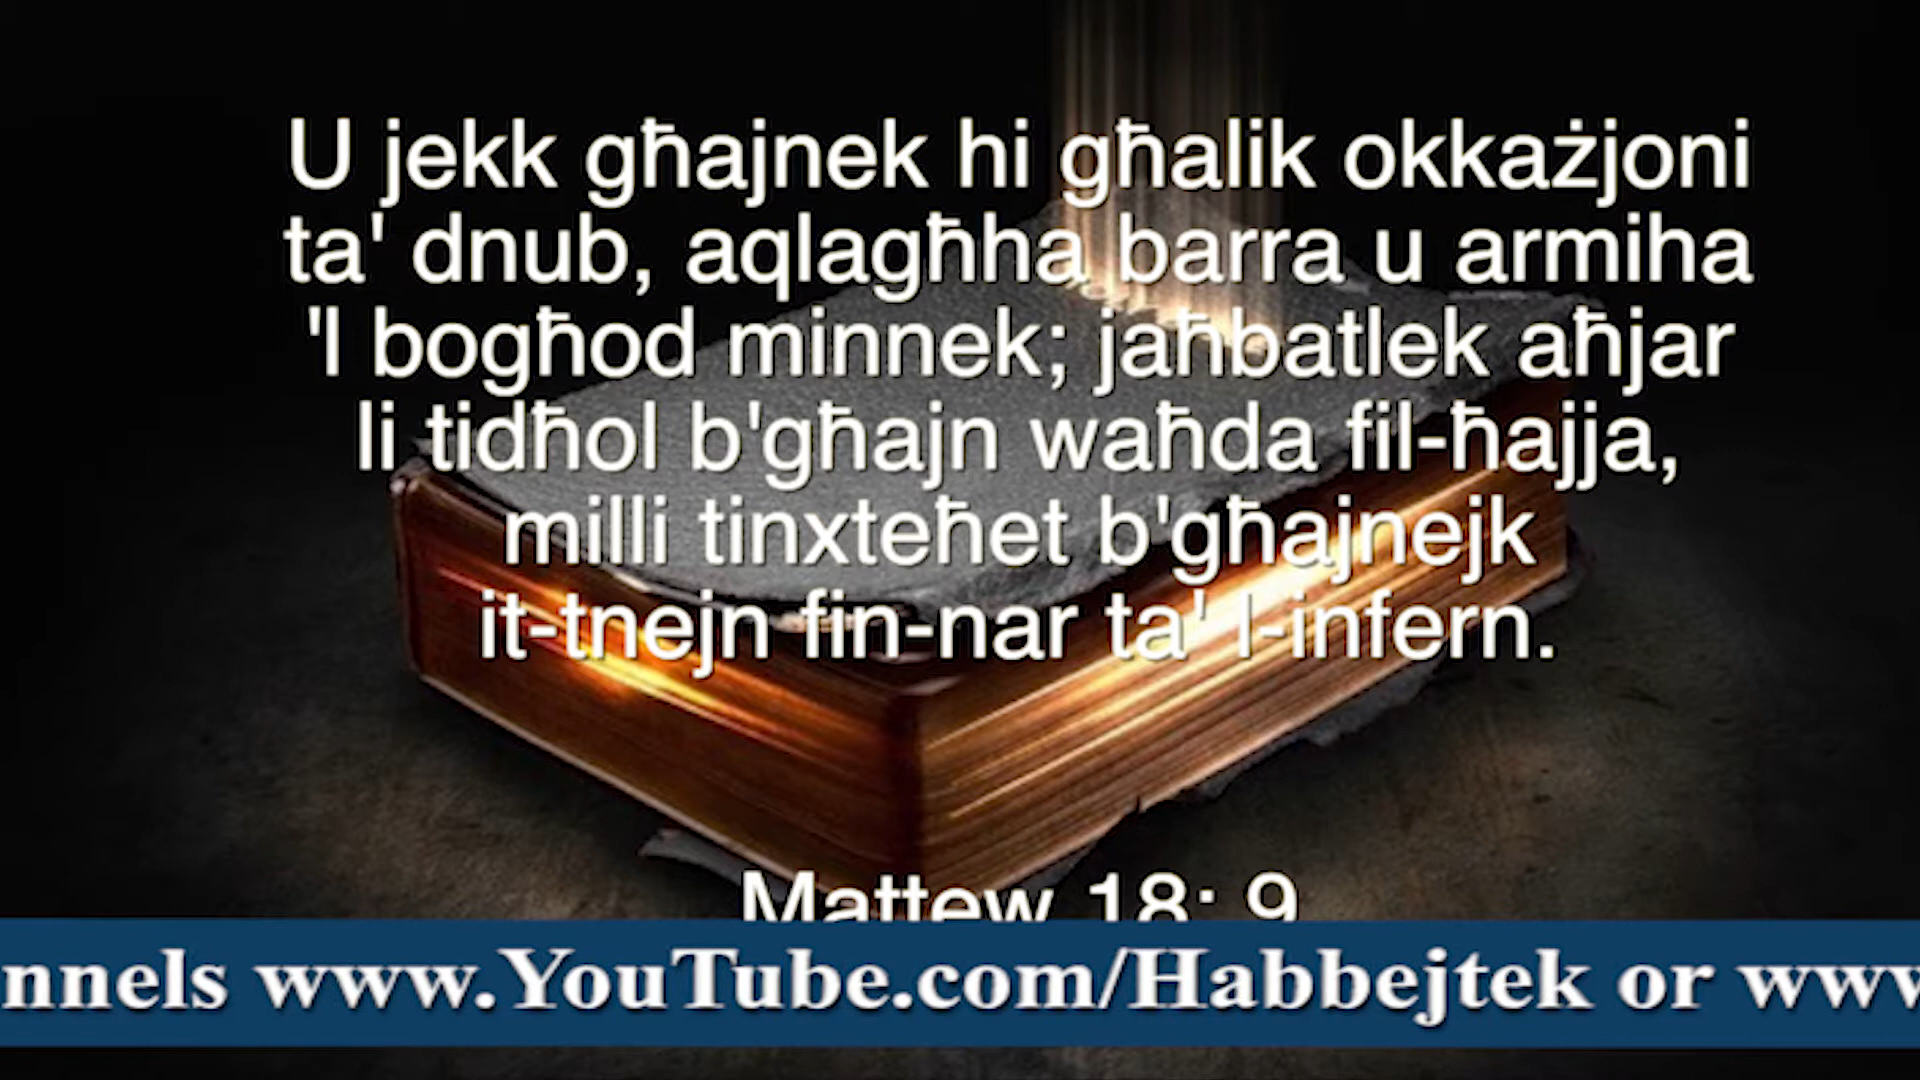 U jekk għajnek hi għalik okkażjoni
ta' dnub, aqlagħha barra u armiha
'l bogħod minnek; jaħbatlek aħjar
li tidħol b'għajn waħda fil-ħajja,
milli tinxteħet b'għajnejk
it-tnejn fin-nar ta' l-infern.
Mattew 18: 9
nnels www.YouTube.com/Habbejtek or www